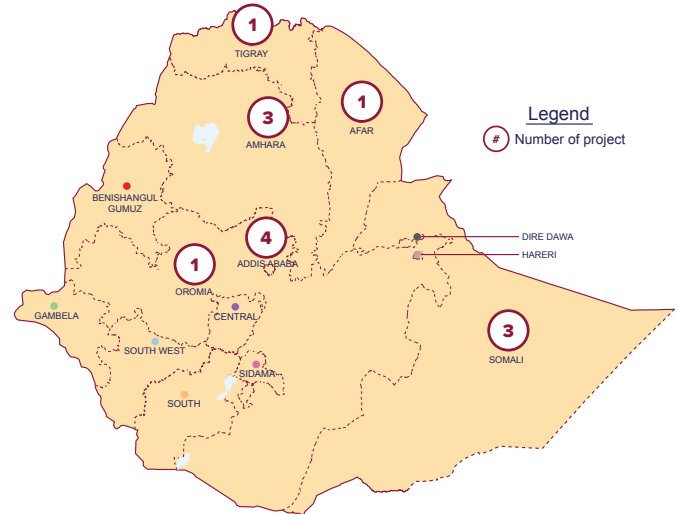 1
TIGRAY
3
AMHARA
1
AFAR
Legend
# Number of project
BENISHANGUL
GUMUZ
4
ADDIS ABABA
DIRE DAWA
HARERI
1
OROMIA
GAMBELA
CENTRAL
SOUTH WEST
3
SOMALI
SIDAMA
SOUTH